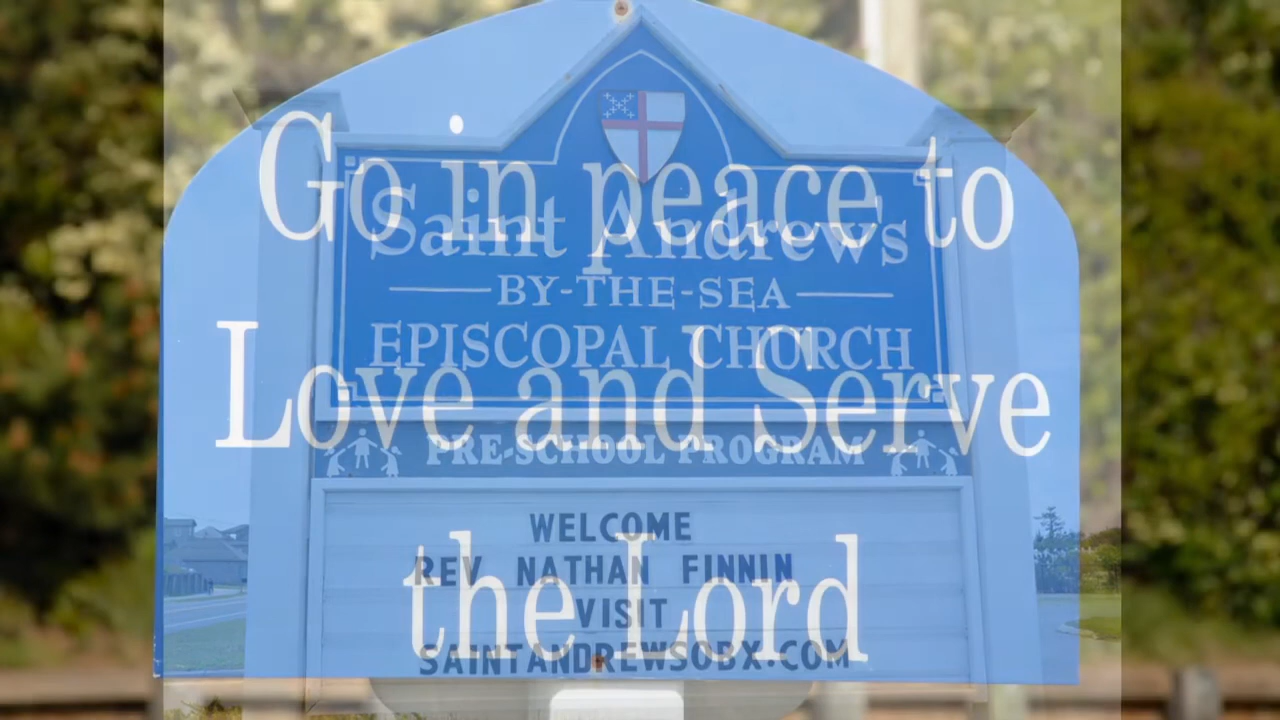 Go in peace to
Love and Serve
the Lord
Saint Andrews
BY-THE-SEA
EPISCOPAL CHURCH
PRE-SCHOOL PROGRAM
WELCOME
REV NATHAN FINNIN
VISIT
SAINTANDREWSOBX.COM